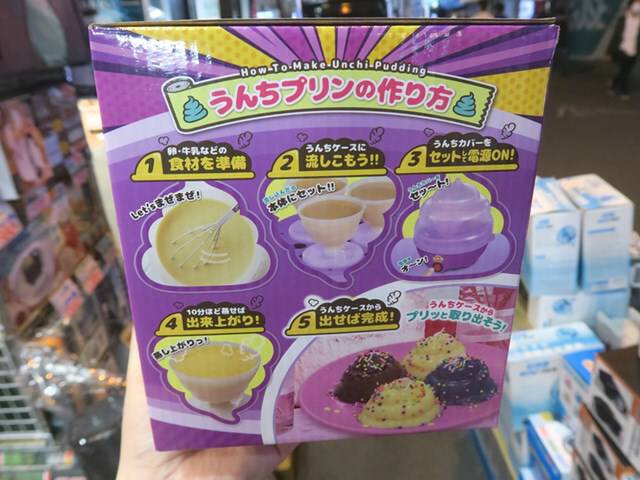 How To Make Unchi Pudding
うんちプリンの作り方
1 卵・牛乳などの
食材を準備
Let'sまぜまぜ!
2 うんちケースに
流しこもう!!
本体にセット!!
3 うんちカバーを
セットして電源ON!
セット!
オーン!
4 10分ほど蒸せば
出来上がり!
蒸し上がりっ!
5 うんちケースから
出せば完成!
うんちケースから
プリッと取り出そう!